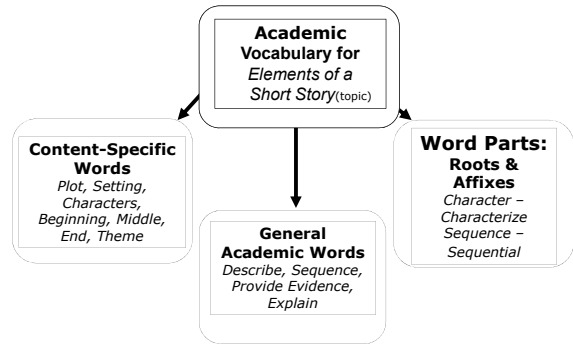 Academic
Vocabulary for
Elements of a
Short Story(topic)
Content-Specific
Words
Plot, Setting,
Characters,
Beginning, Middle,
End, Theme
General
Academic Words
Describe, Sequence,
Provide Evidence,
Explain
Word Parts:
Roots &
Affixes
Character –
Characterize
Sequence –
Sequential